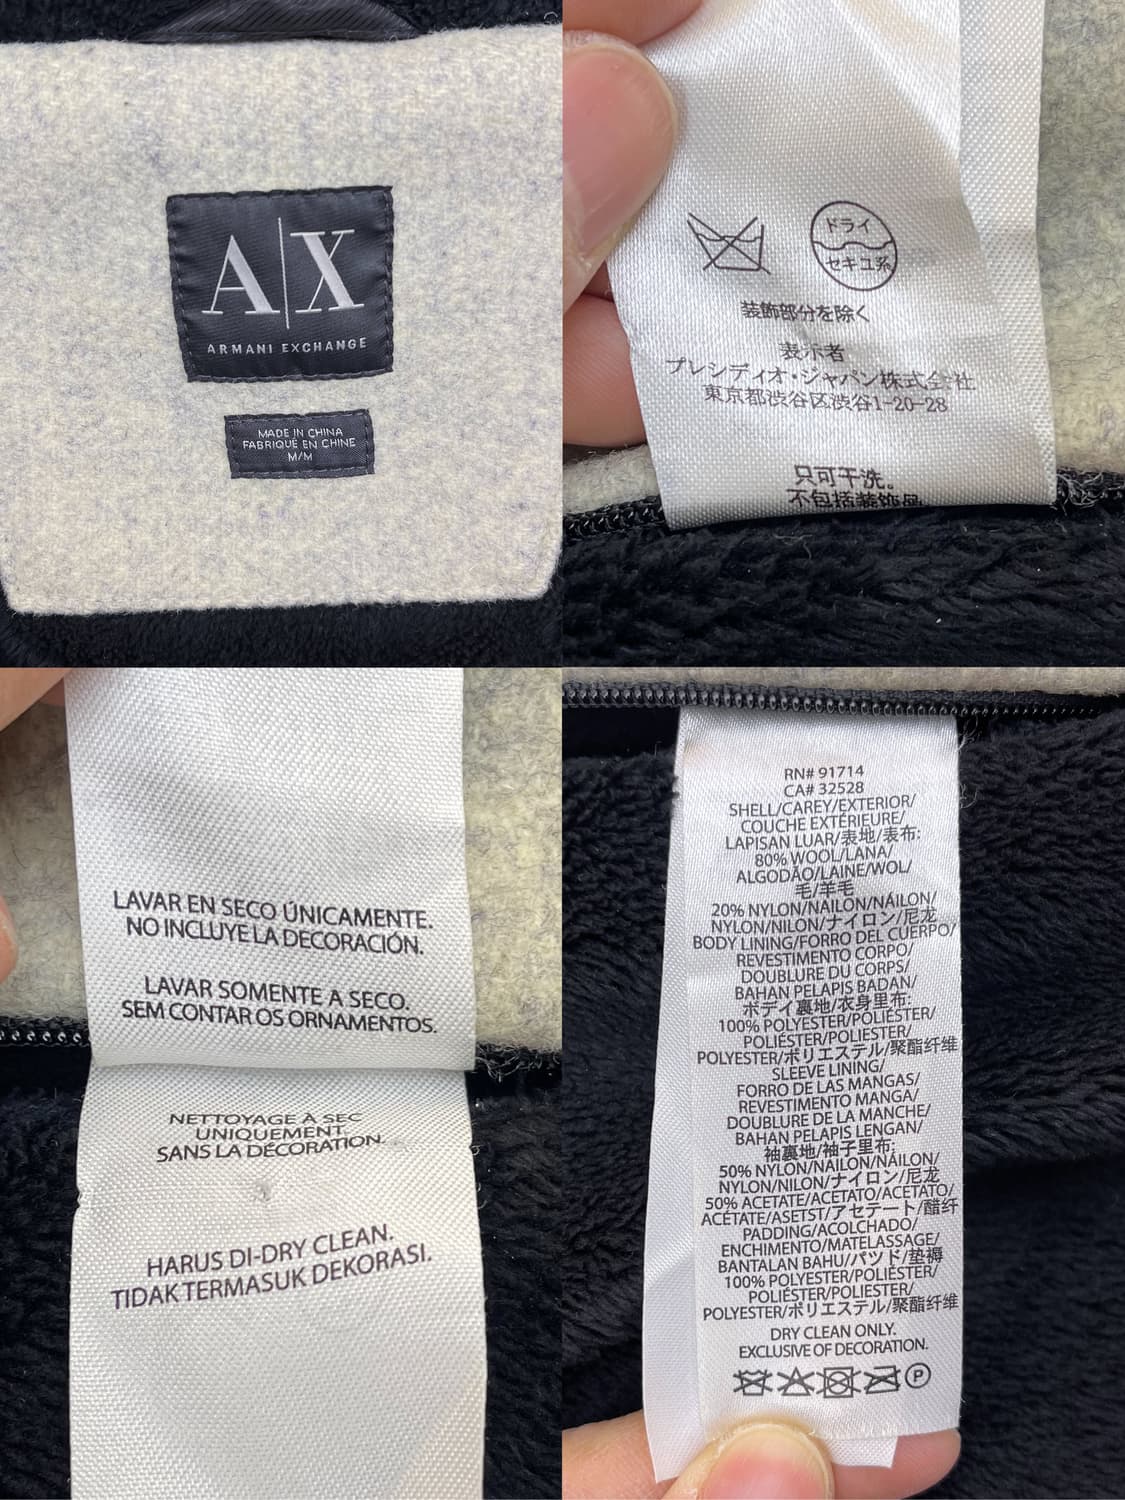 A|X
ARMANI EXCHANGE
MADE IN CHINA
FABRIQUÉ EN CHINE
M/M
ドライ
セキユ系
装飾部分を除く
表示者
プレシディオ・ジャパン株式会社
東京都渋谷区渋谷1-20-28
只可干洗。
不包括装饰品
LAVAR EN SECO ÚNICAMENTE.
NO INCLUYE LA DECORACIÓN.
LAVAR SOMENTE A SECO.
SEM CONTAR OS ORNAMENTOS.
NETTOYAGE À SEC
UNIQUEMENT.
SANS LA DÉCORATION.
HARUS DI-DRY CLEAN.
TIDAK TERMASUK DEKORASI.
RN# 91714
CA# 32528
SHELL/CAREY/EXTERIOR/
COUCHE EXTÉRIEURE/
LAPISAN LUAR/表地/表布:
80% WOOL/LANA/
ALGODÃO/LAINE/WOL/
毛/羊毛
20% NYLON/NAILON/NÁILON/
NYLON/NILON/ナイロン/尼龙
BODY LINING/FORRO DEL CUERPO/
REVESTIMENTO CORPO/
DOUBLURE DU CORPS/
BAHAN PELAPIS BADAN/
ボデイ裏地/衣身里布:
100% POLYESTER/POLIÉSTER/
POLIÉSTER/POLIESTER/
POLYESTER/ポリエステル/聚酯纤维
SLEEVE LINING/
FORRO DE LAS MANGAS/
REVESTIMENTO MANGA/
DOUBLURE DE LA MANCHE/
BAHAN PELAPIS LENGAN/
袖裏地/袖子里布:
50% NYLON/NAILON/NÁILON/
NYLON/NILON/ナイロン/尼龙
50% ACETATE/ACETATO/ACETATO/
ACÉTATE/ASETST/アセテート/醋纤
PADDING/ACOLCHADO/
ENCHIMENTO/MATELASSAGE/
BANTALAN BAHU/パツド/垫褥
100% POLYESTER/POLIÉSTER/
POLIÉSTER/POLIESTER/
POLYESTER/ポリエステル/聚酯纤维
DRY CLEAN ONLY.
EXCLUSIVE OF DECORATION.
P